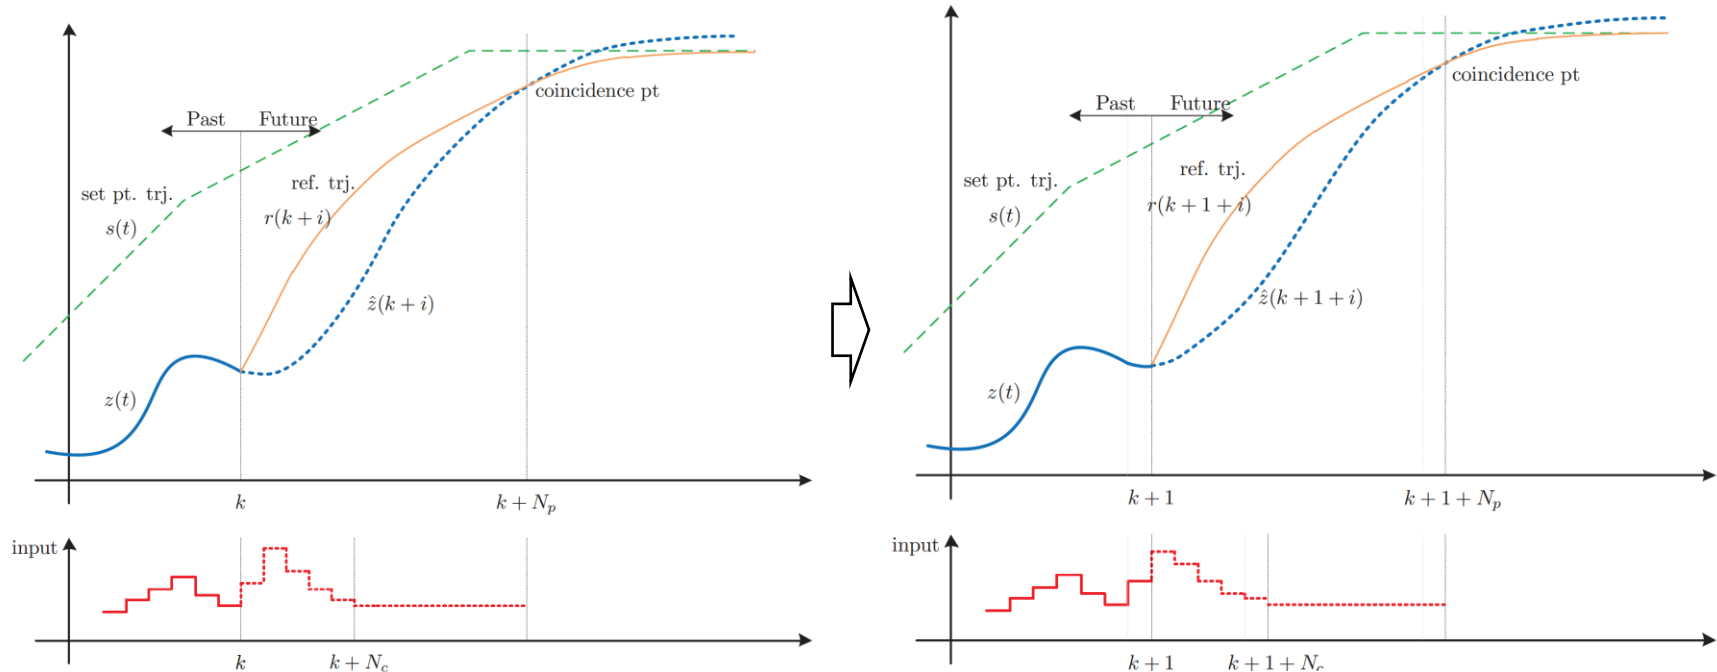 Past Future
coincidence pt
set pt. trj.
s(t)
ref. trj.
r(k + i)
ẑ(k + i)
z(t)
k
k + N_p
input
k
k + N_c
Past Future
coincidence pt
set pt. trj.
s(t)
ref. trj.
r(k + 1 + i)
ẑ(k + 1 + i)
z(t)
k + 1
k + 1 + N_p
input
k + 1
k + 1 + N_c